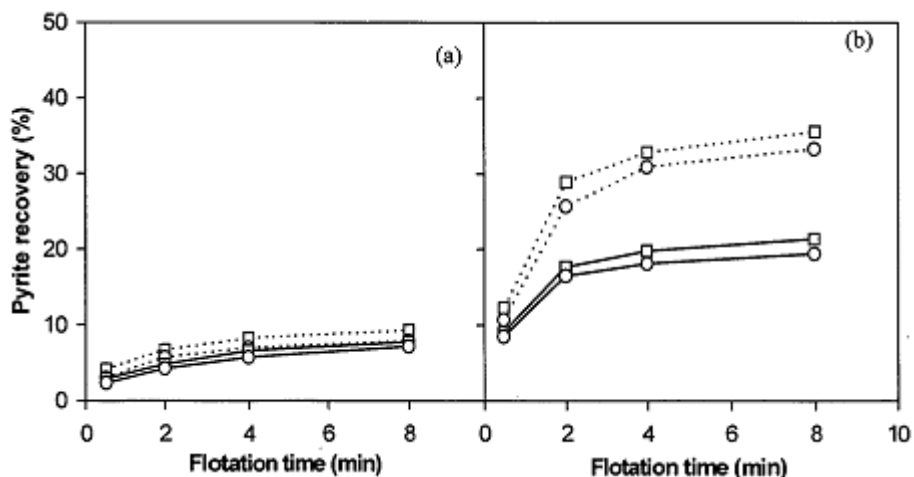 50
40
30
20
10
0
Pyrite recovery (%)
(a)
(b)
0 2 4 6 8
0 2 4 6 8 10
Flotation time (min)
Flotation time (min)